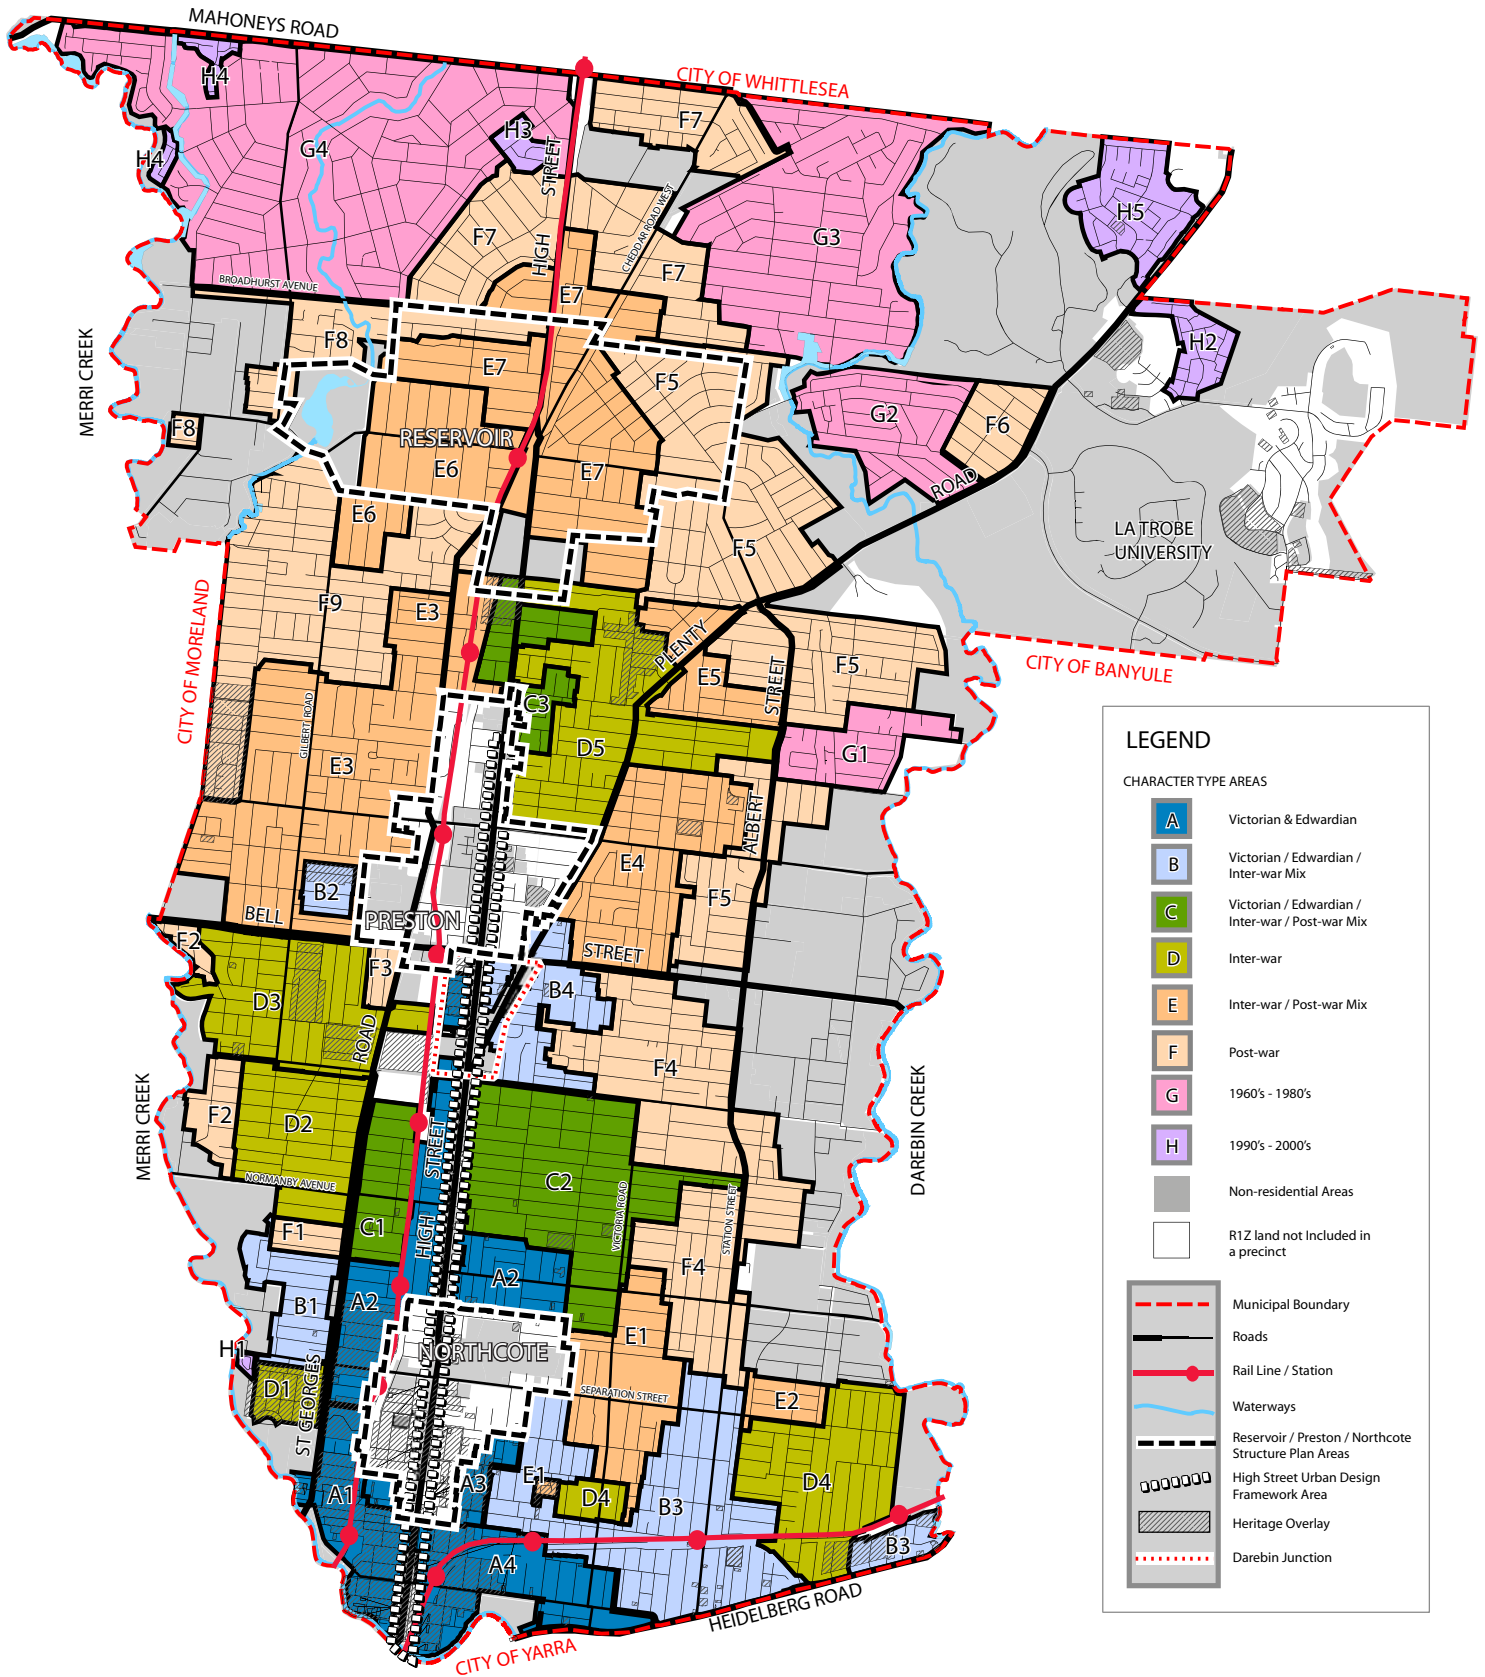 MAHONEYS ROAD
CITY OF WHITTLESEA
H4
H3
F7
G4
H4
STREET
H5
CHEDDAR ROAD WEST
G3
F7
HIGH
F7
BROADHURST AVENUE
E7
MERRI CREEK
F8
H2
E7
F5
F8
G2
F6
RESERVOIR
E6
E7
ROAD
E6
LA TROBE
UNIVERSITY
F5
CITY OF MORELAND
F9
E3
PLENTY
CITY OF BANYULE
F5
E5
STREET
GILBERT ROAD
C3
D5
G1
E3
ALBERT
E4
B2
F5
BELL
PRESTON
F2
F3
STREET
D3
B4
ROAD
F4
MERRI CREEK
F2
D2
STREET
DAREBIN CREEK
NORMANBY AVENUE
C2
VICTORIA ROAD
STATION STREET
F1
C1
HIGH
A2
F4
B1
A2
E1
H1
NORTHCOTE
D1
SEPARATION STREET
E2
ST GEORGES
E1
A3
D4
A1
D4
B3
B3
A4
HEIDELBERG ROAD
CITY OF YARRA
LEGEND
CHARACTER TYPE AREAS
A
Victorian & Edwardian
B
Victorian / Edwardian /
Inter-war Mix
C
Victorian / Edwardian /
Inter-war / Post-war Mix
D
Inter-war
E
Inter-war / Post-war Mix
F
Post-war
G
1960's - 1980's
H
1990's - 2000's
Non-residential Areas
R1Z land not Included in
a precinct
Municipal Boundary
Roads
Rail Line / Station
Waterways
Reservoir / Preston / Northcote
Structure Plan Areas
High Street Urban Design
Framework Area
Heritage Overlay
Darebin Junction